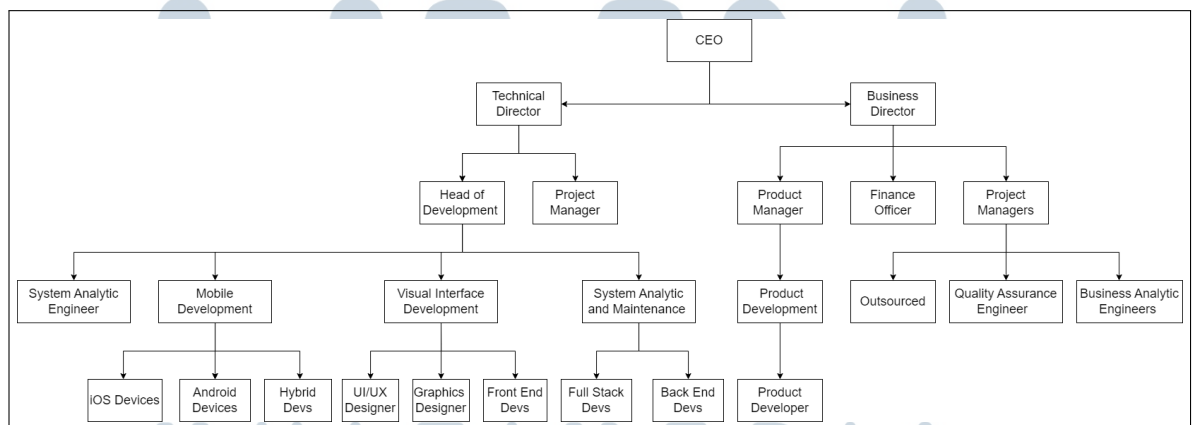 CEO
Technical
Director
Business
Director
Head of
Development
Project
Manager
Product
Manager
Finance
Officer
Project
Managers
System Analytic
Engineer
Mobile
Development
Visual Interface
Development
System Analytic
and Maintenance
Product
Development
Outsourced
Quality Assurance
Engineer
Business Analytic
Engineers
iOS Devices
Android
Devices
Hybrid
Devs
UI/UX
Designer
Graphics
Designer
Front End
Devs
Full Stack
Devs
Back End
Devs
Product
Developer